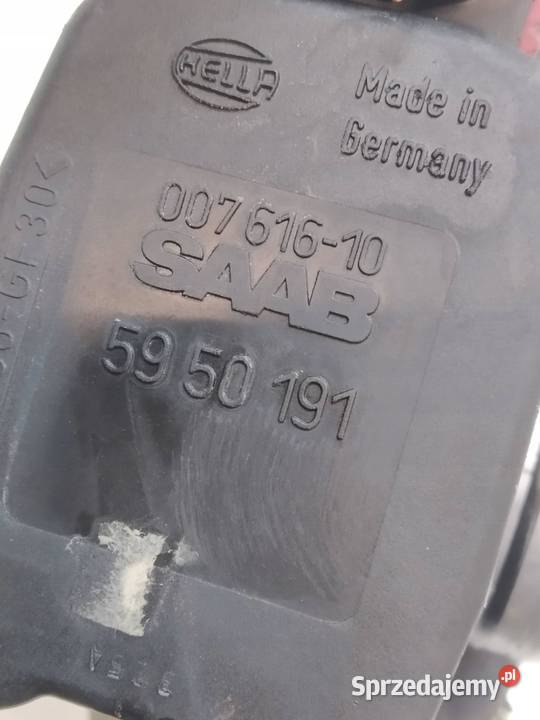 HELLA
Made in
Germany
007 616-10
SAAB
59 50 191
Sprzedajemy.pl